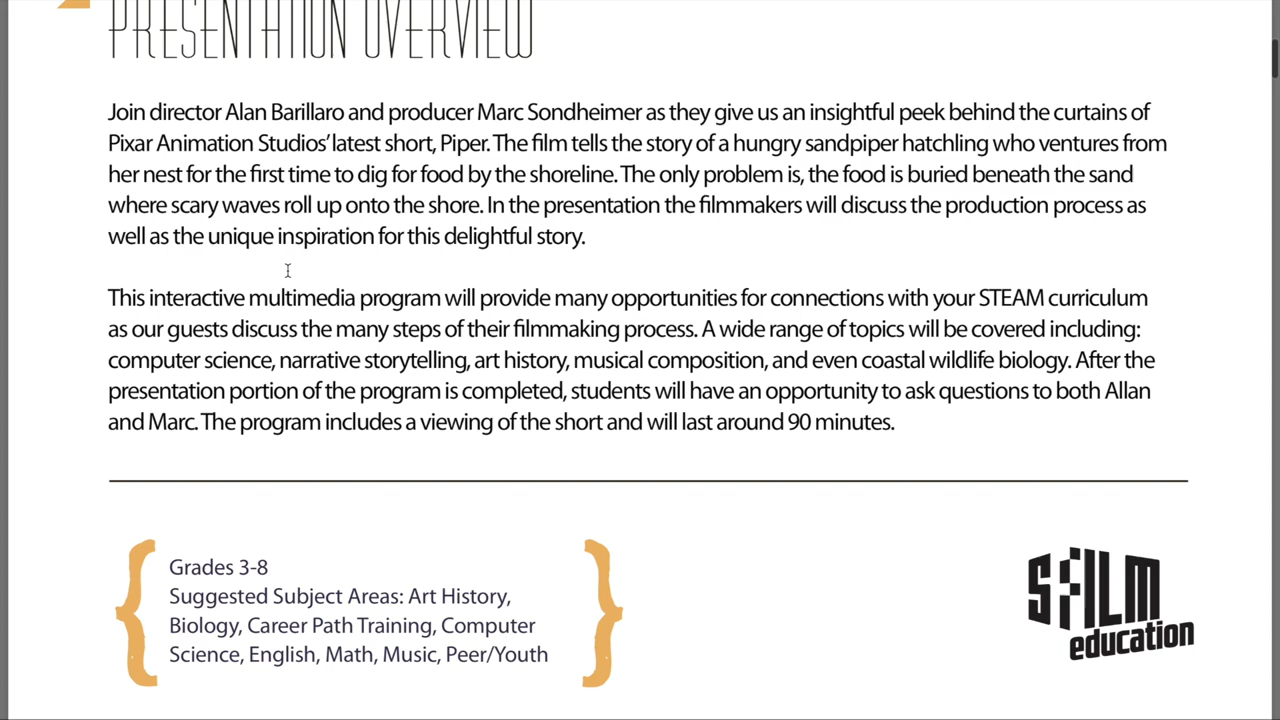 PRESENTATION OVERVIEW
Join director Alan Barillaro and producer Marc Sondheimer as they give us an insightful peek behind the curtains of
Pixar Animation Studios' latest short, Piper. The film tells the story of a hungry sandpiper hatchling who ventures from
her nest for the first time to dig for food by the shoreline. The only problem is, the food is buried beneath the sand
where scary waves roll up onto the shore. In the presentation the filmmakers will discuss the production process as
well as the unique inspiration for this delightful story.
This interactive multimedia program will provide many opportunities for connections with your STEAM curriculum
as our guests discuss the many steps of their filmmaking process. A wide range of topics will be covered including:
computer science, narrative storytelling, art history, musical composition, and even coastal wildlife biology. After the
presentation portion of the program is completed, students will have an opportunity to ask questions to both Allan
and Marc. The program includes a viewing of the short and will last around 90 minutes.
Grades 3-8
Suggested Subject Areas: Art History,
Biology, Career Path Training, Computer
Science, English, Math, Music, Peer/Youth
SFFILM
education